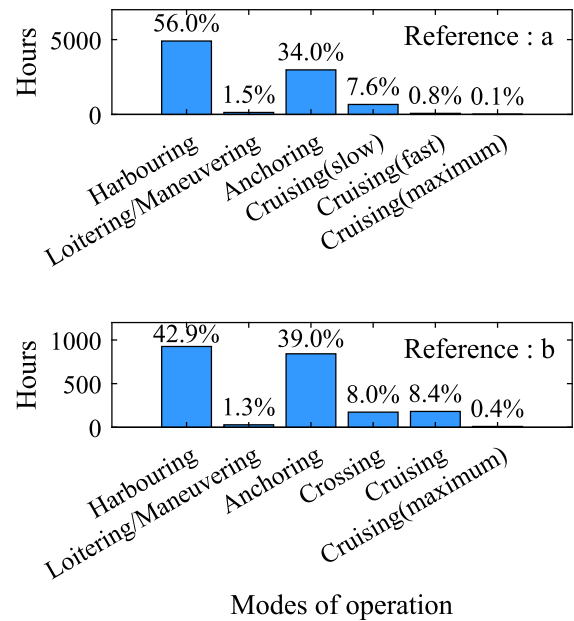 56.0%
5000
34.0%
Reference : a
Hours
1.5%
7.6%
0.8%
0.1%
0
Harbouring
Loitering/Maneuvering
Anchoring
Cruising(slow)
Cruising(fast)
Cruising(maximum)
42.9%
1000
39.0%
Reference : b
Hours
500
8.0%
8.4%
1.3%
0.4%
0
Harbouring
Loitering/Maneuvering
Anchoring
Crossing
Cruising
Cruising(maximum)
Modes of operation